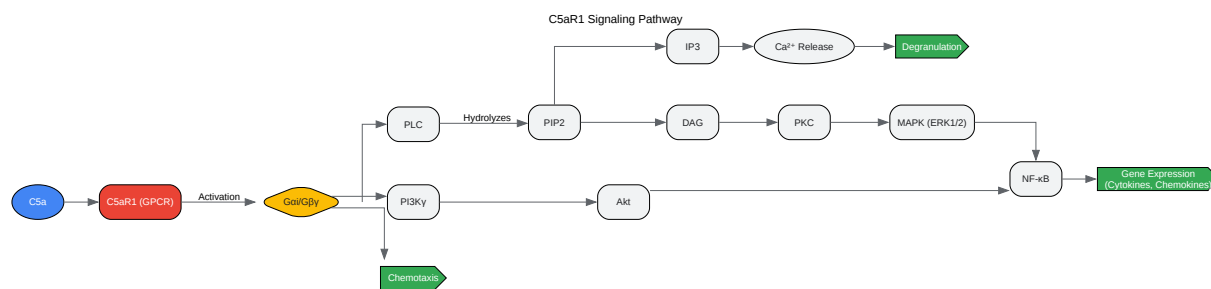 C5aR1 Signaling Pathway
IP3
Ca²⁺ Release
Degranulation
PLC
Hydrolyzes
PIP2
DAG
PKC
MAPK (ERK1/2)
C5a
C5aR1 (GPCR)
Activation
Gαi/Gβγ
PI3Kγ
Akt
NF-κB
Gene Expression
(Cytokines, Chemokines)
Chemotaxis